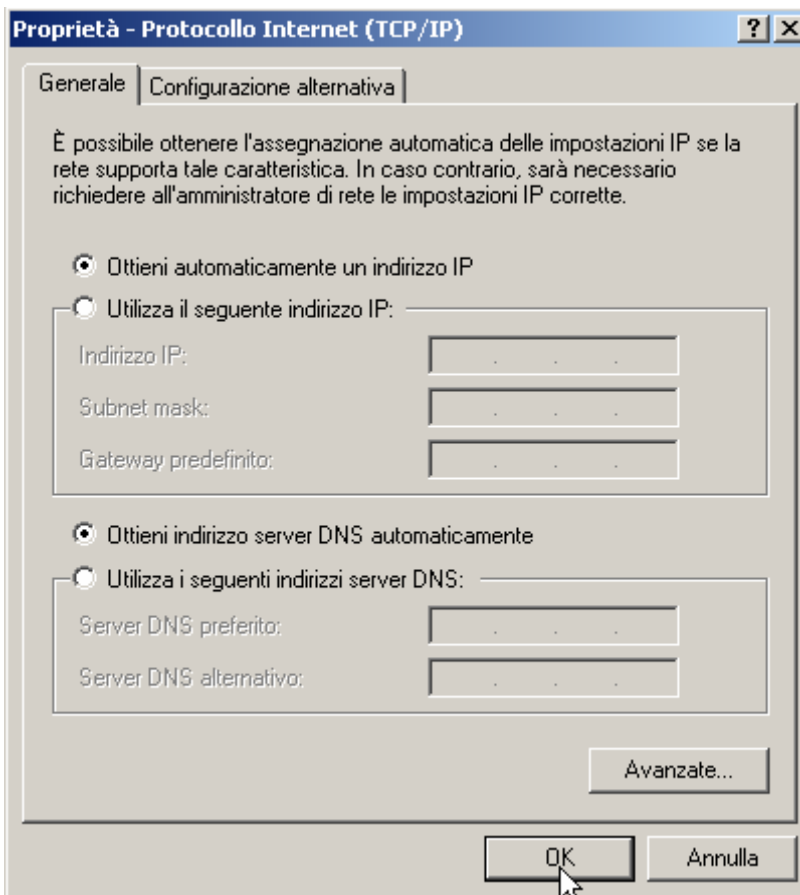 Proprietà - Protocollo Internet (TCP/IP)
Generale
Configurazione alternativa
È possibile ottenere l'assegnazione automatica delle impostazioni IP se la
rete supporta tale caratteristica. In caso contrario, sarà necessario
richiedere all'amministratore di rete le impostazioni IP corrette.
Ottieni automaticamente un indirizzo IP
Utilizza il seguente indirizzo IP:
Indirizzo IP:
Subnet mask:
Gateway predefinito:
Ottieni indirizzo server DNS automaticamente
Utilizza i seguenti indirizzi server DNS:
Server DNS preferito:
Server DNS alternativo:
Avanzate...
OK
Annulla